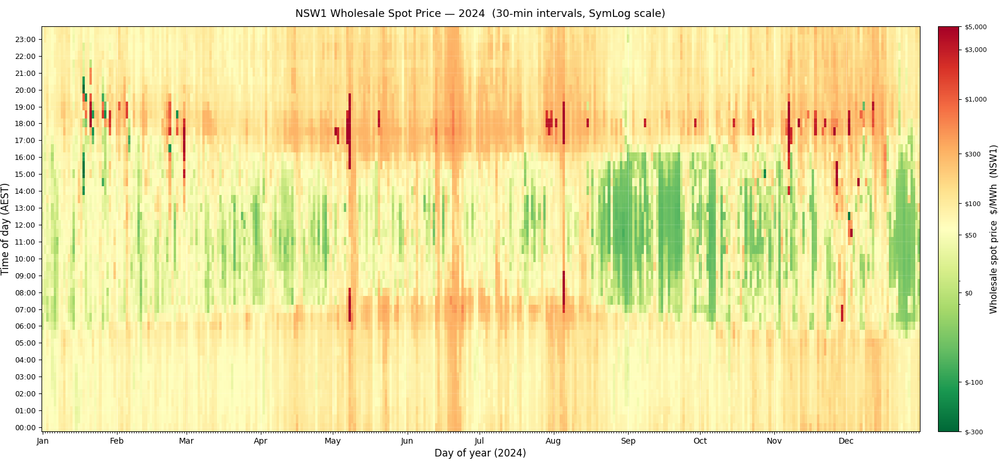 NSW1 Wholesale Spot Price — 2024  (30-min intervals, SymLog scale)
23:00
22:00
21:00
20:00
19:00
18:00
17:00
16:00
15:00
14:00
13:00
12:00
11:00
10:00
09:00
08:00
07:00
06:00
05:00
04:00
03:00
02:00
01:00
00:00
Time of day (AEST)
Jan
Feb
Mar
Apr
May
Jun
Jul
Aug
Sep
Oct
Nov
Dec
Day of year (2024)
$5,000
$3,000
$1,000
$300
$100
$50
$0
$-100
$-300
Wholesale spot price  $/MWh  (NSW1)